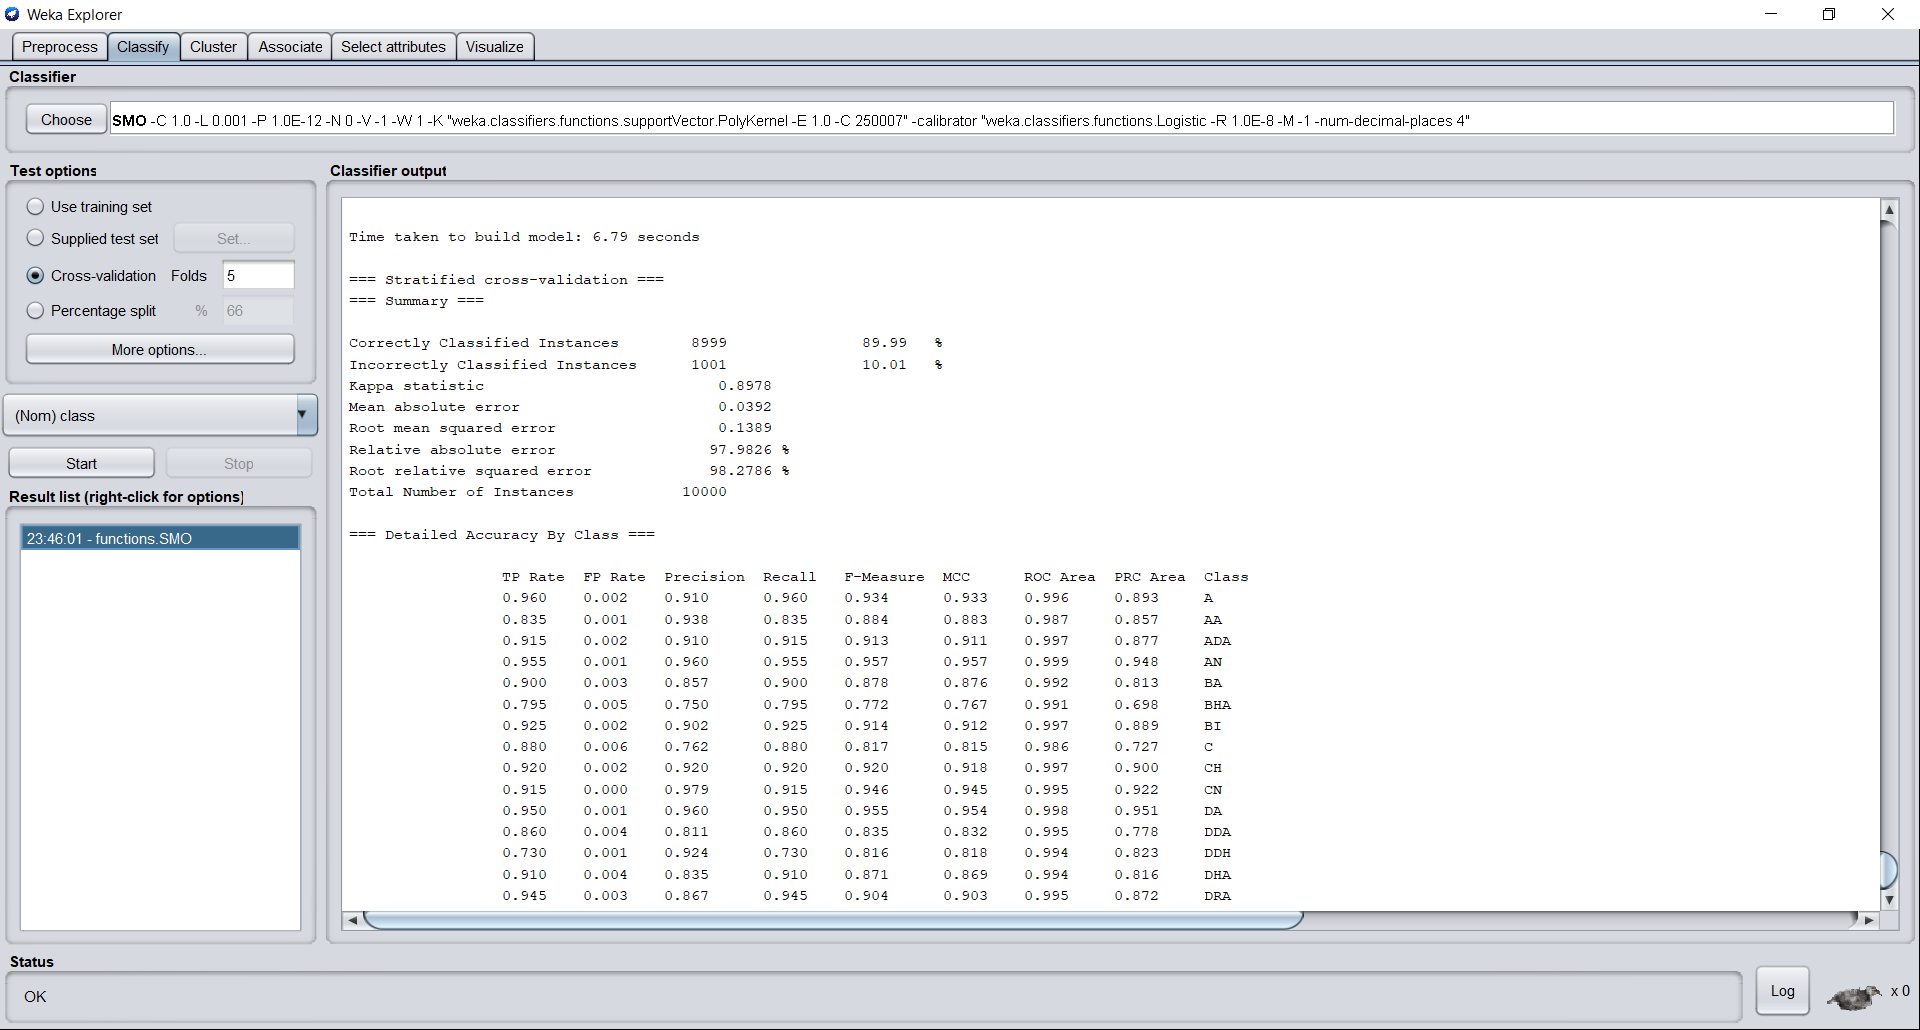 Weka Explorer
Preprocess Classify Cluster Associate Select attributes Visualize
Classifier
Choose SMO -C 1.0 -L 0.001 -P 1.0E-12 -N 0 -V -1 -W 1 -K "weka.classifiers.functions.supportVector.PolyKernel -E 1.0 -C 250007" -calibrator "weka.classifiers.functions.Logistic -R 1.0E-8 -M -1 -num-decimal-places 4"
Test options
Use training set
Supplied test set Set...
Cross-validation Folds 5
Percentage split % 66
More options...
(Nom) class
Start Stop
Result list (right-click for options)
23:46:01 - functions.SMO
Classifier output
Time taken to build model: 6.79 seconds
=== Stratified cross-validation ===
=== Summary ===
Correctly Classified Instances 8999 89.99 %
Incorrectly Classified Instances 1001 10.01 %
Kappa statistic 0.8978
Mean absolute error 0.0392
Root mean squared error 0.1389
Relative absolute error 97.9826 %
Root relative squared error 98.2786 %
Total Number of Instances 10000
=== Detailed Accuracy By Class ===
TP Rate FP Rate Precision Recall F-Measure MCC ROC Area PRC Area Class
0.960 0.002 0.910 0.960 0.934 0.933 0.996 0.893 A
0.835 0.001 0.938 0.835 0.884 0.883 0.987 0.857 AA
0.915 0.002 0.910 0.915 0.913 0.911 0.997 0.877 ADA
0.955 0.001 0.960 0.955 0.957 0.957 0.999 0.948 AN
0.900 0.003 0.857 0.900 0.878 0.876 0.992 0.813 BA
0.795 0.005 0.750 0.795 0.772 0.767 0.991 0.698 BHA
0.925 0.002 0.902 0.925 0.914 0.912 0.997 0.889 BI
0.880 0.006 0.762 0.880 0.817 0.815 0.986 0.727 C
0.920 0.002 0.920 0.920 0.920 0.918 0.997 0.900 CH
0.915 0.000 0.979 0.915 0.946 0.945 0.995 0.922 CN
0.950 0.001 0.960 0.950 0.955 0.954 0.998 0.951 DA
0.860 0.004 0.811 0.860 0.835 0.832 0.995 0.778 DDA
0.730 0.001 0.924 0.730 0.816 0.818 0.994 0.823 DDH
0.910 0.004 0.835 0.910 0.871 0.869 0.994 0.816 DHA
0.945 0.003 0.867 0.945 0.904 0.903 0.995 0.872 DRA
Status
OK
Log x 0